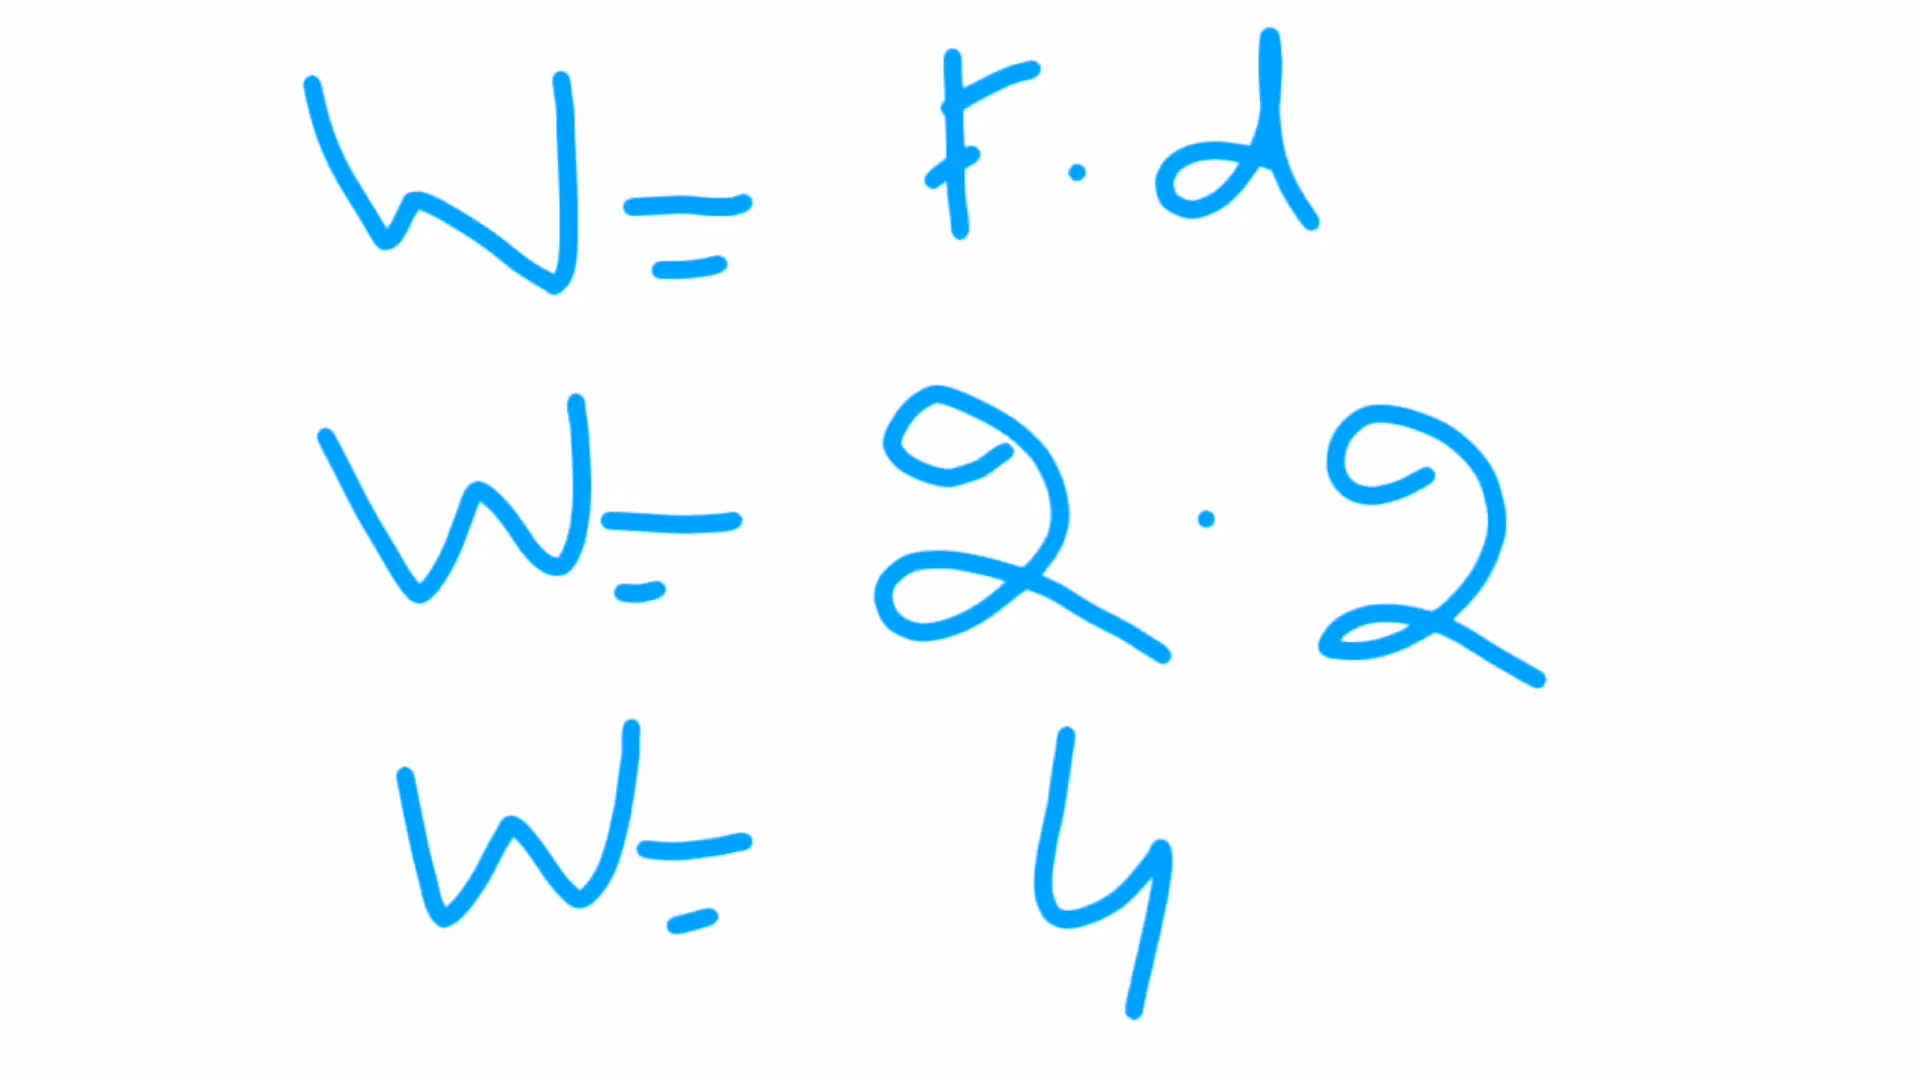 W = F · d
W = 2 · 2
W = 4